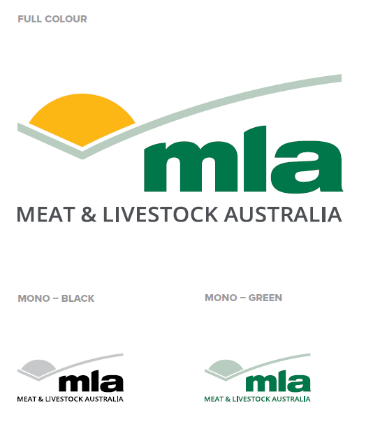 FULL COLOUR
mla
MEAT & LIVESTOCK AUSTRALIA
MONO – BLACK
mla
MEAT & LIVESTOCK AUSTRALIA
MONO – GREEN
mla
MEAT & LIVESTOCK AUSTRALIA